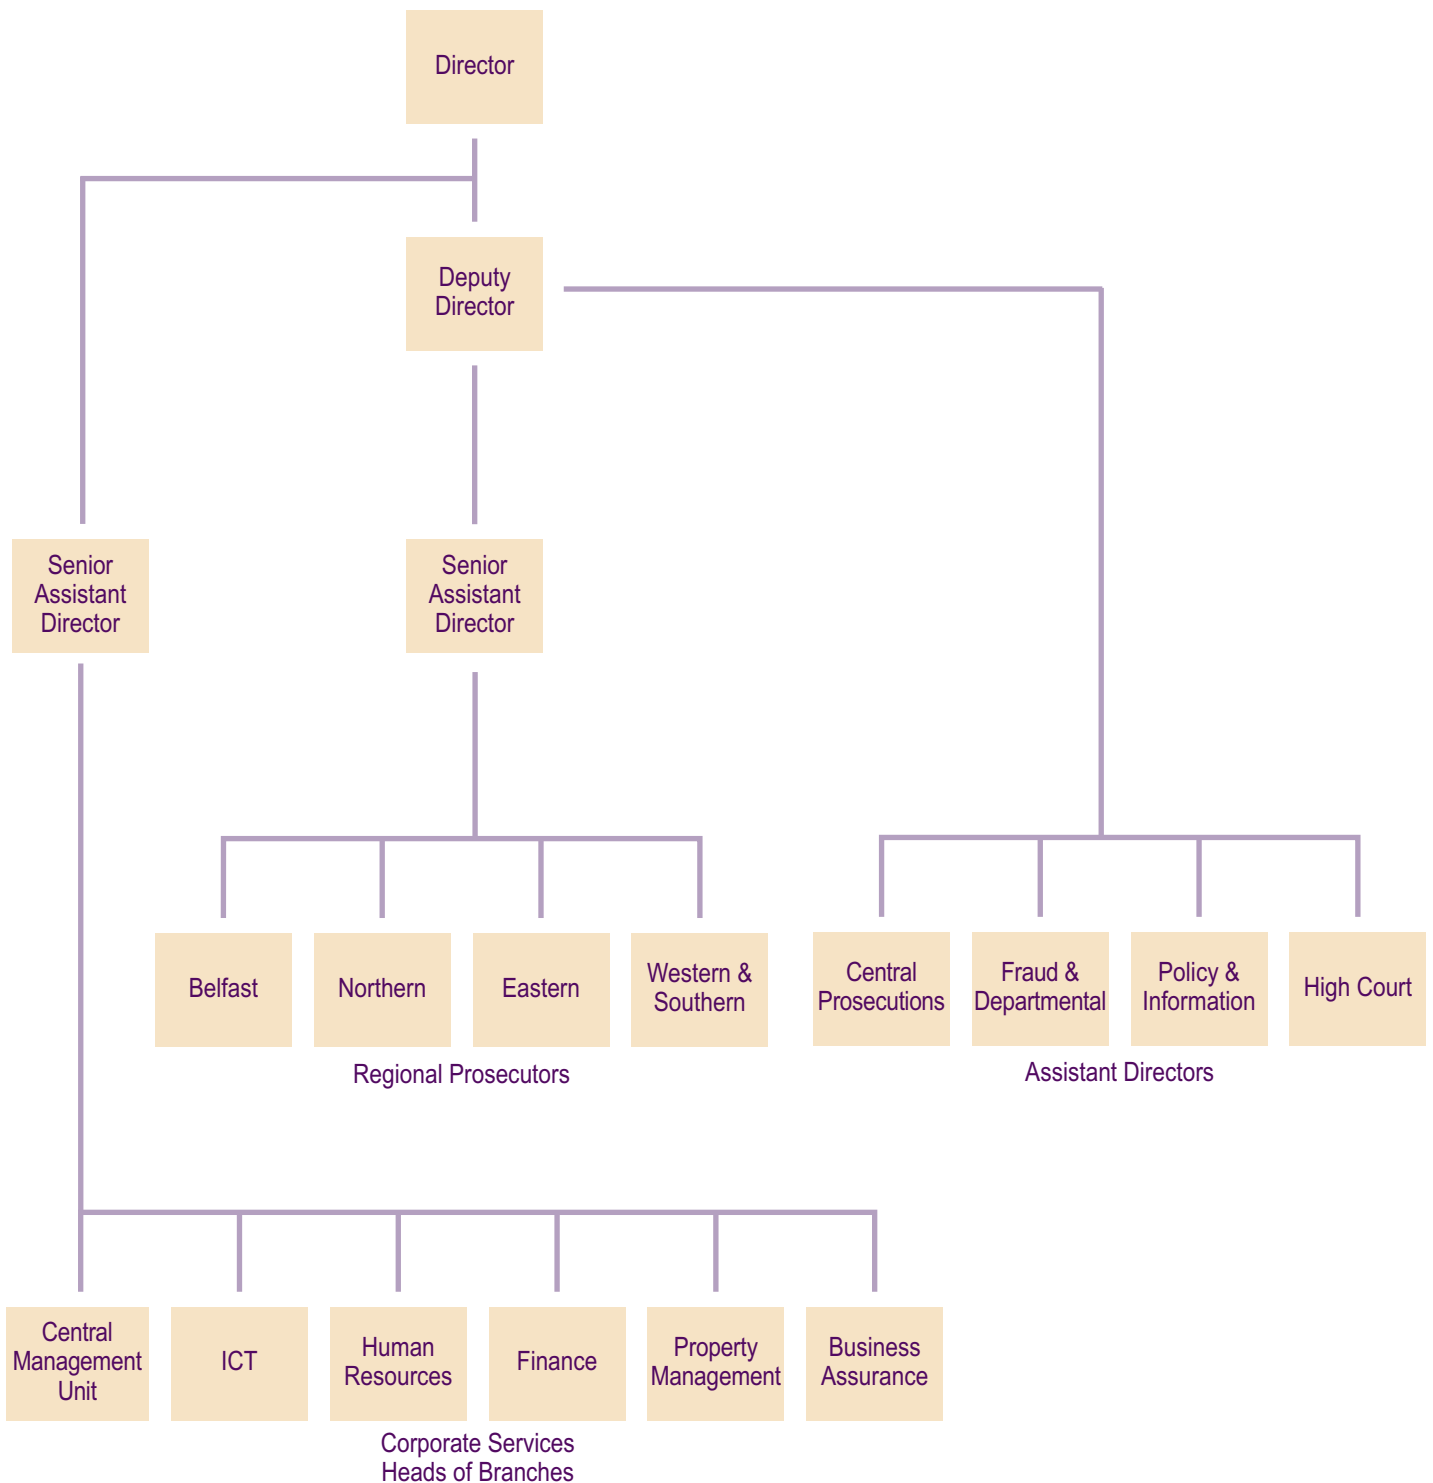 Director
Deputy
Director
Senior
Assistant
Director
Senior
Assistant
Director
Belfast
Northern
Eastern
Western &
Southern
Regional Prosecutors
Central
Prosecutions
Fraud &
Departmental
Policy &
Information
High Court
Assistant Directors
Central
Management
Unit
ICT
Human
Resources
Finance
Property
Management
Business
Assurance
Corporate Services
Heads of Branches